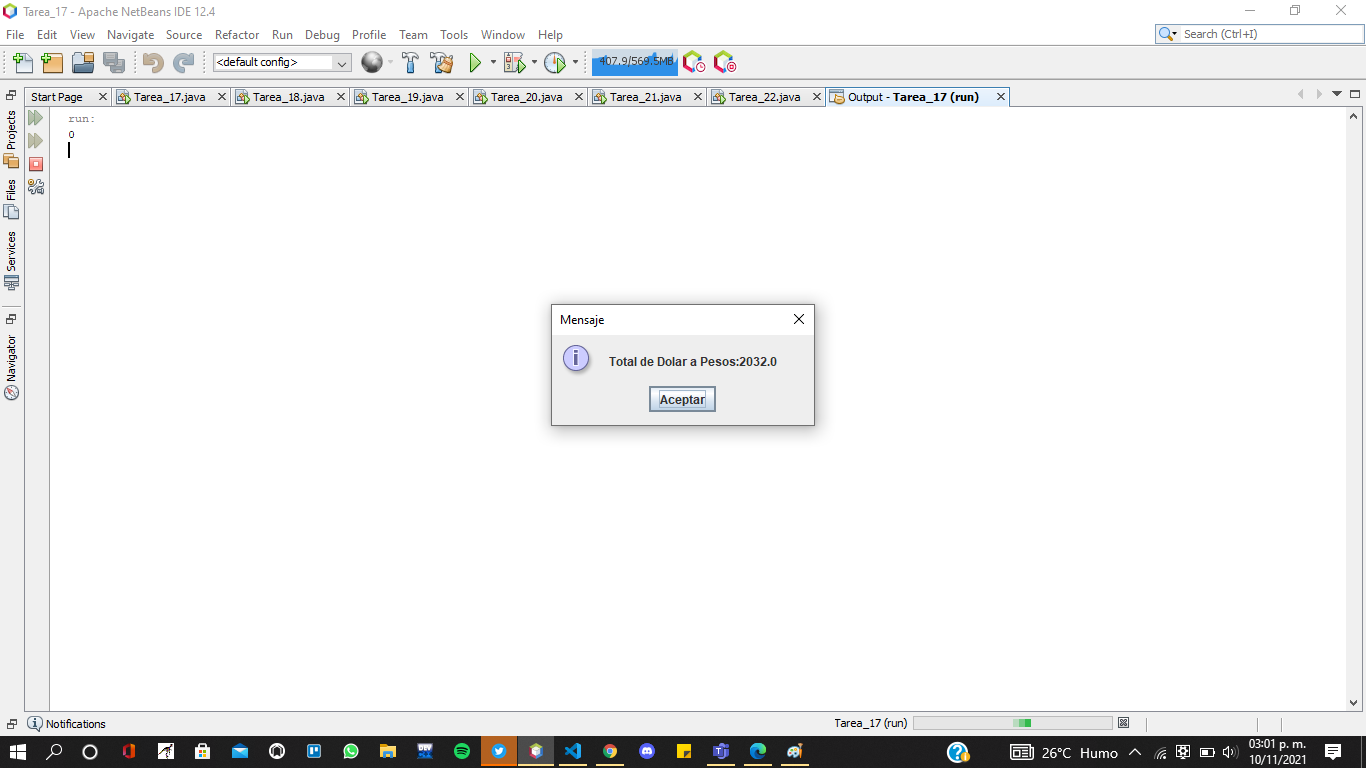 Tarea_17 - Apache NetBeans IDE 12.4
File Edit View Navigate Source Refactor Run Debug Profile Team Tools Window Help
Search (Ctrl+I)
<default config>
407.9/569.5MB
Start Page Tarea_17.java Tarea_18.java Tarea_19.java Tarea_20.java Tarea_21.java Tarea_22.java Output - Tarea_17 (run)
Projects
Files
Services
Navigator
run:
0
Mensaje
Total de Dolar a Pesos:2032.0
Aceptar
Notifications
Tarea_17 (run)
26°C Humo
03:01 p. m.
10/11/2021